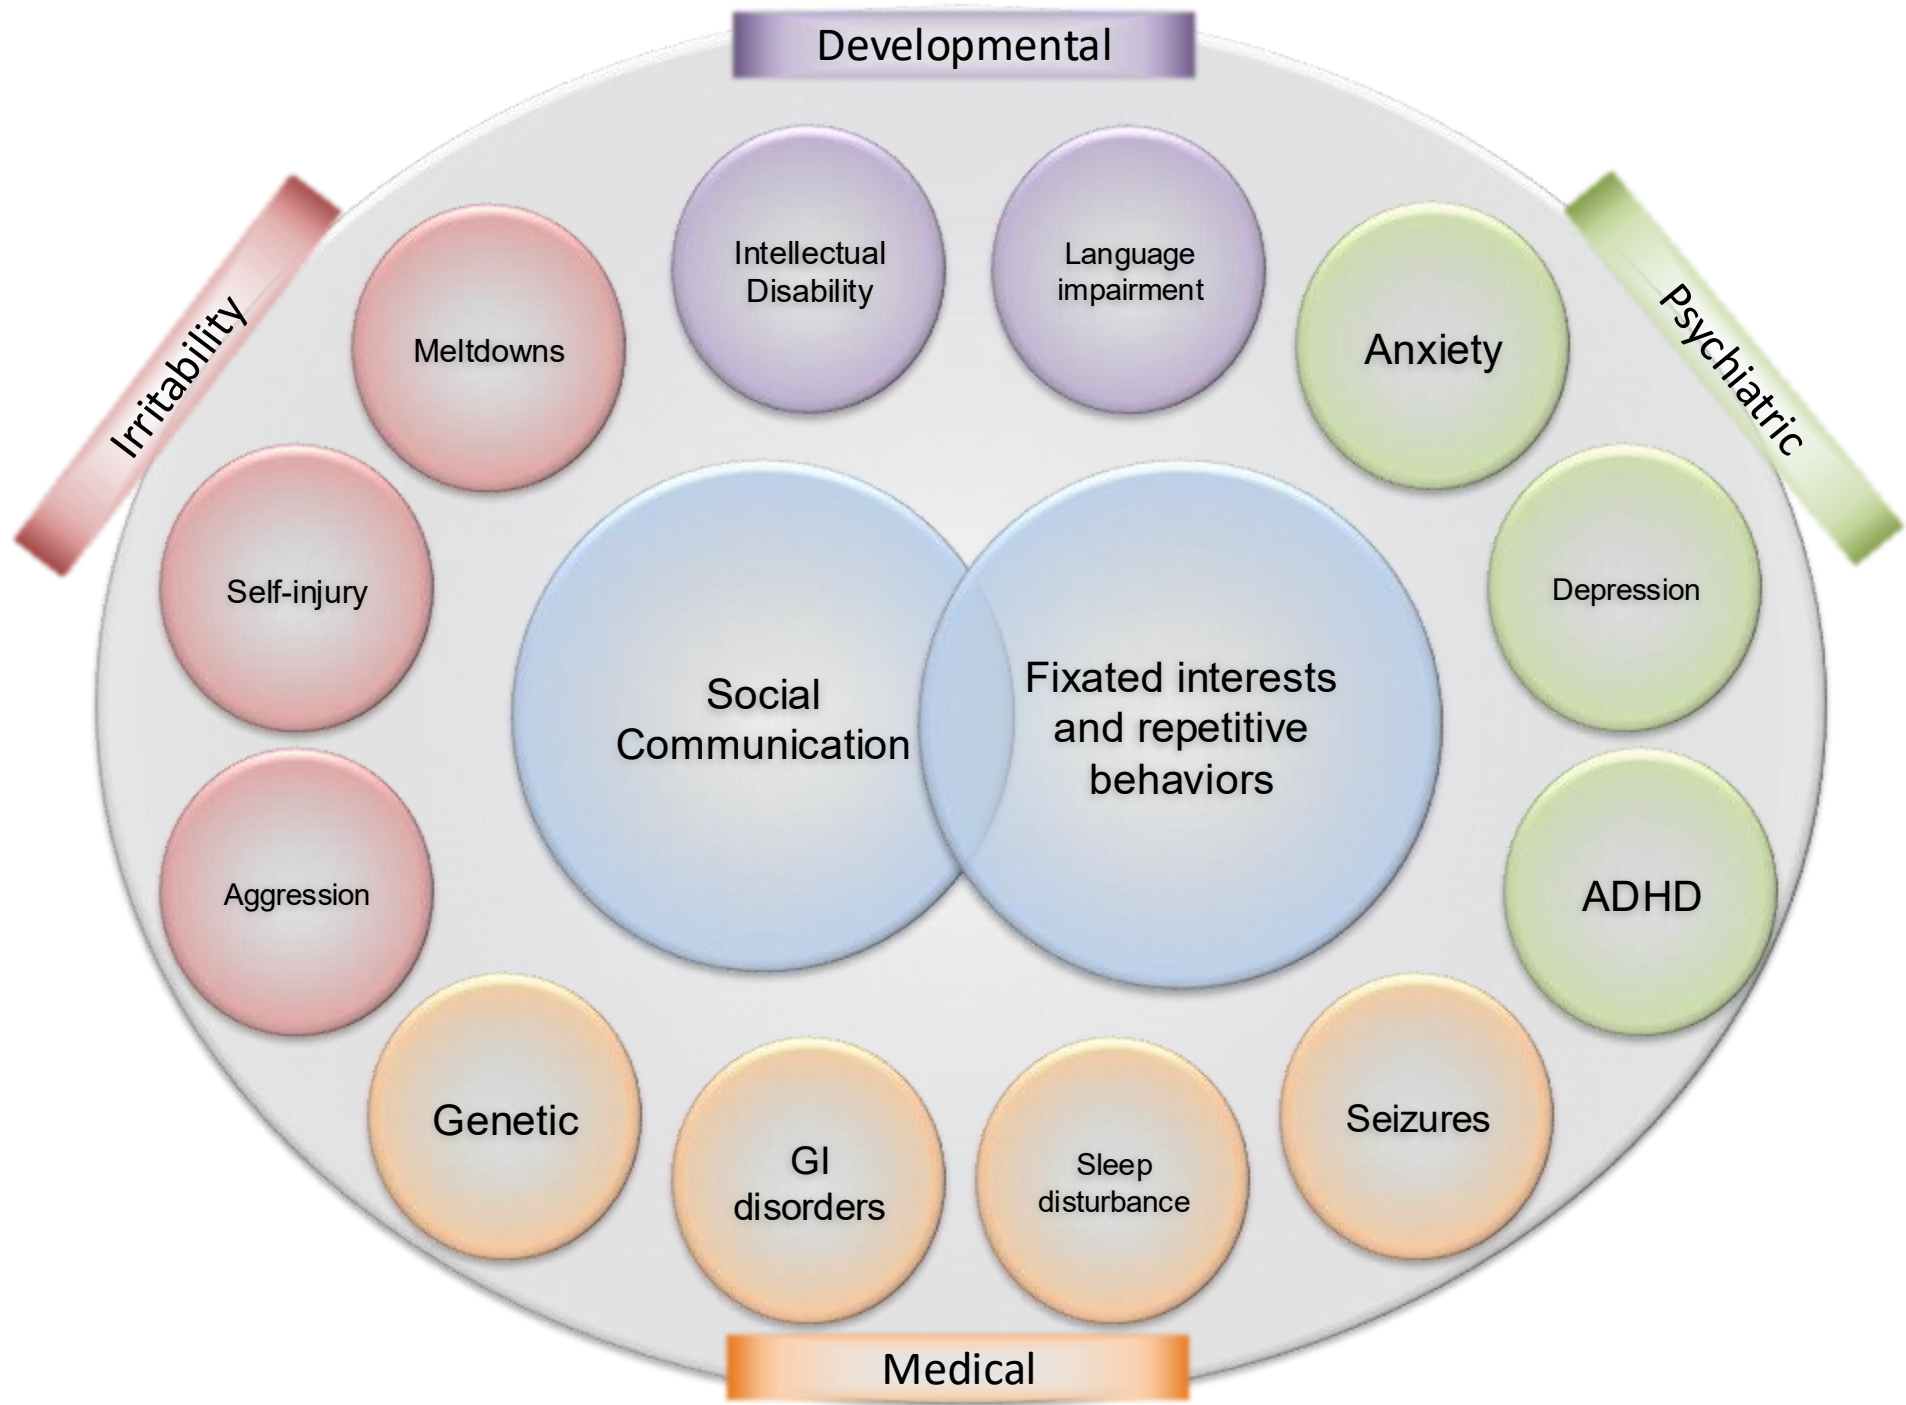 Developmental
Irritability
Psychiatric
Intellectual
Disability
Language
impairment
Meltdowns
Anxiety
Self-injury
Depression
Social
Communication
Fixated interests
and repetitive
behaviors
Aggression
ADHD
Genetic
GI
disorders
Sleep
disturbance
Seizures
Medical